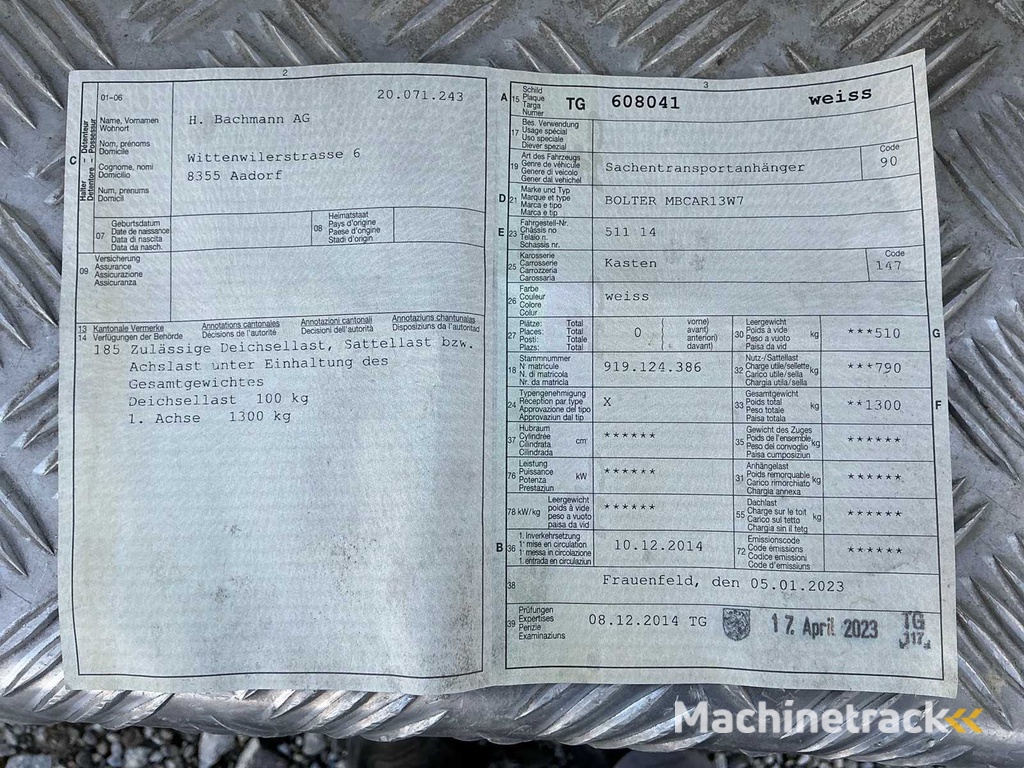 2
01–06
20.071.243
C
Halter - Détenteur
Detentore - Possessur
Name, Vornamen
Wohnort
Nom, prénoms
Domicile
Cognome, nomi
Domicilio
Num, prenums
Domicil
H. Bachmann AG
Wittenwilerstrasse 6
8355 Aadorf
07
Geburtsdatum
Date de naissance
Data di nascita
Data da nasch.
08
Heimatstaat
Pays d'origine
Paese d'origine
Stadi d'origin
09
Versicherung
Assurance
Assicurazione
Assicuranza
13
14
Kantonale Vermerke
Verfügungen der Behörde
Annotations cantonales
Décisions de l'autorité
Annotazioni cantonali
Decisioni dell'autorità
Annotaziuns chantunalas
Disposiziuns da l'autoritad
185 Zulässige Deichsellast, Sattellast bzw.
Achslast unter Einhaltung des
Gesamtgewichtes
Deichsellast 100 kg
1. Achse 1300 kg
3
A 15
Schild
Plaque
Targa
Numer
TG 608041 weiss
17
Bes. Verwendung
Usage spécial
Uso speciale
Diever spezial
19
Art des Fahrzeugs
Genre de véhicule
Genere di veicolo
Gener dal vehichel
Sachentransportanhänger
Code
90
D 21
Marke und Typ
Marque et type
Marca e tipo
Marca e tip
BOLTER MBCAR13W7
E 23
Fahrgestell-Nr.
Châssis no
Telaio n.
Schassis nr.
511 14
25
Karosserie
Carrosserie
Carrozzeria
Carossaria
Kasten
Code
147
26
Farbe
Couleur
Colore
Colur
weiss
27
Plätze: Total
Places: Total
Posti: Totale
Plazs: Total
0
( vorne)
( avant)
( anteriori)
( davant)
30
Leergewicht
Poids à vide
Peso a vuoto
Paisa da vid
kg
***510
G
18
Stammnummer
N° matricule
N. di matricola
Nr. da matricla
919.124.386
32
Nutz-/Sattellast
Charge utile/sellette
Carico utile/sella
Chargia utila/sella
kg
***790
24
Typengenehmigung
Réception par type
Approvazione del tipo
Approvaziun dal tip
X
33
Gesamtgewicht
Poids total
Peso totale
Paisa totala
kg
**1300
F
37
Hubraum
Cylindrée
Cilindrata
Cilindrada
cm³
******
35
Gewicht des Zuges
Poids de l'ensemble
Peso del convoglio
Paisa cumposiziun
kg
******
76
Leistung
Puissance
Potenza
Prestaziun
kW
******
31
Anhängelast
Poids remorquable
Carico rimorchiato
Chargia annexa
kg
******
78 kW/kg
Leergewicht
poids à vide
peso a vuoto
paisa da vid
******
55
Dachlast
Charge sur le toit
Carico sul tetto
Chargia sin il tetg
kg
******
B 36
1. Inverkehrsetzung
1re mise en circulation
1a messa in circolazione
1. entrada en circulaziun
10.12.2014
72
Emissionscode
Code émissions
Codice emissioni
Code d'emissiuns
******
38
Frauenfeld, den 05.01.2023
39
Prüfungen
Expertises
Perizie
Examinaziuns
08.12.2014 TG
17. April 2023
TG
117
Machinetrack